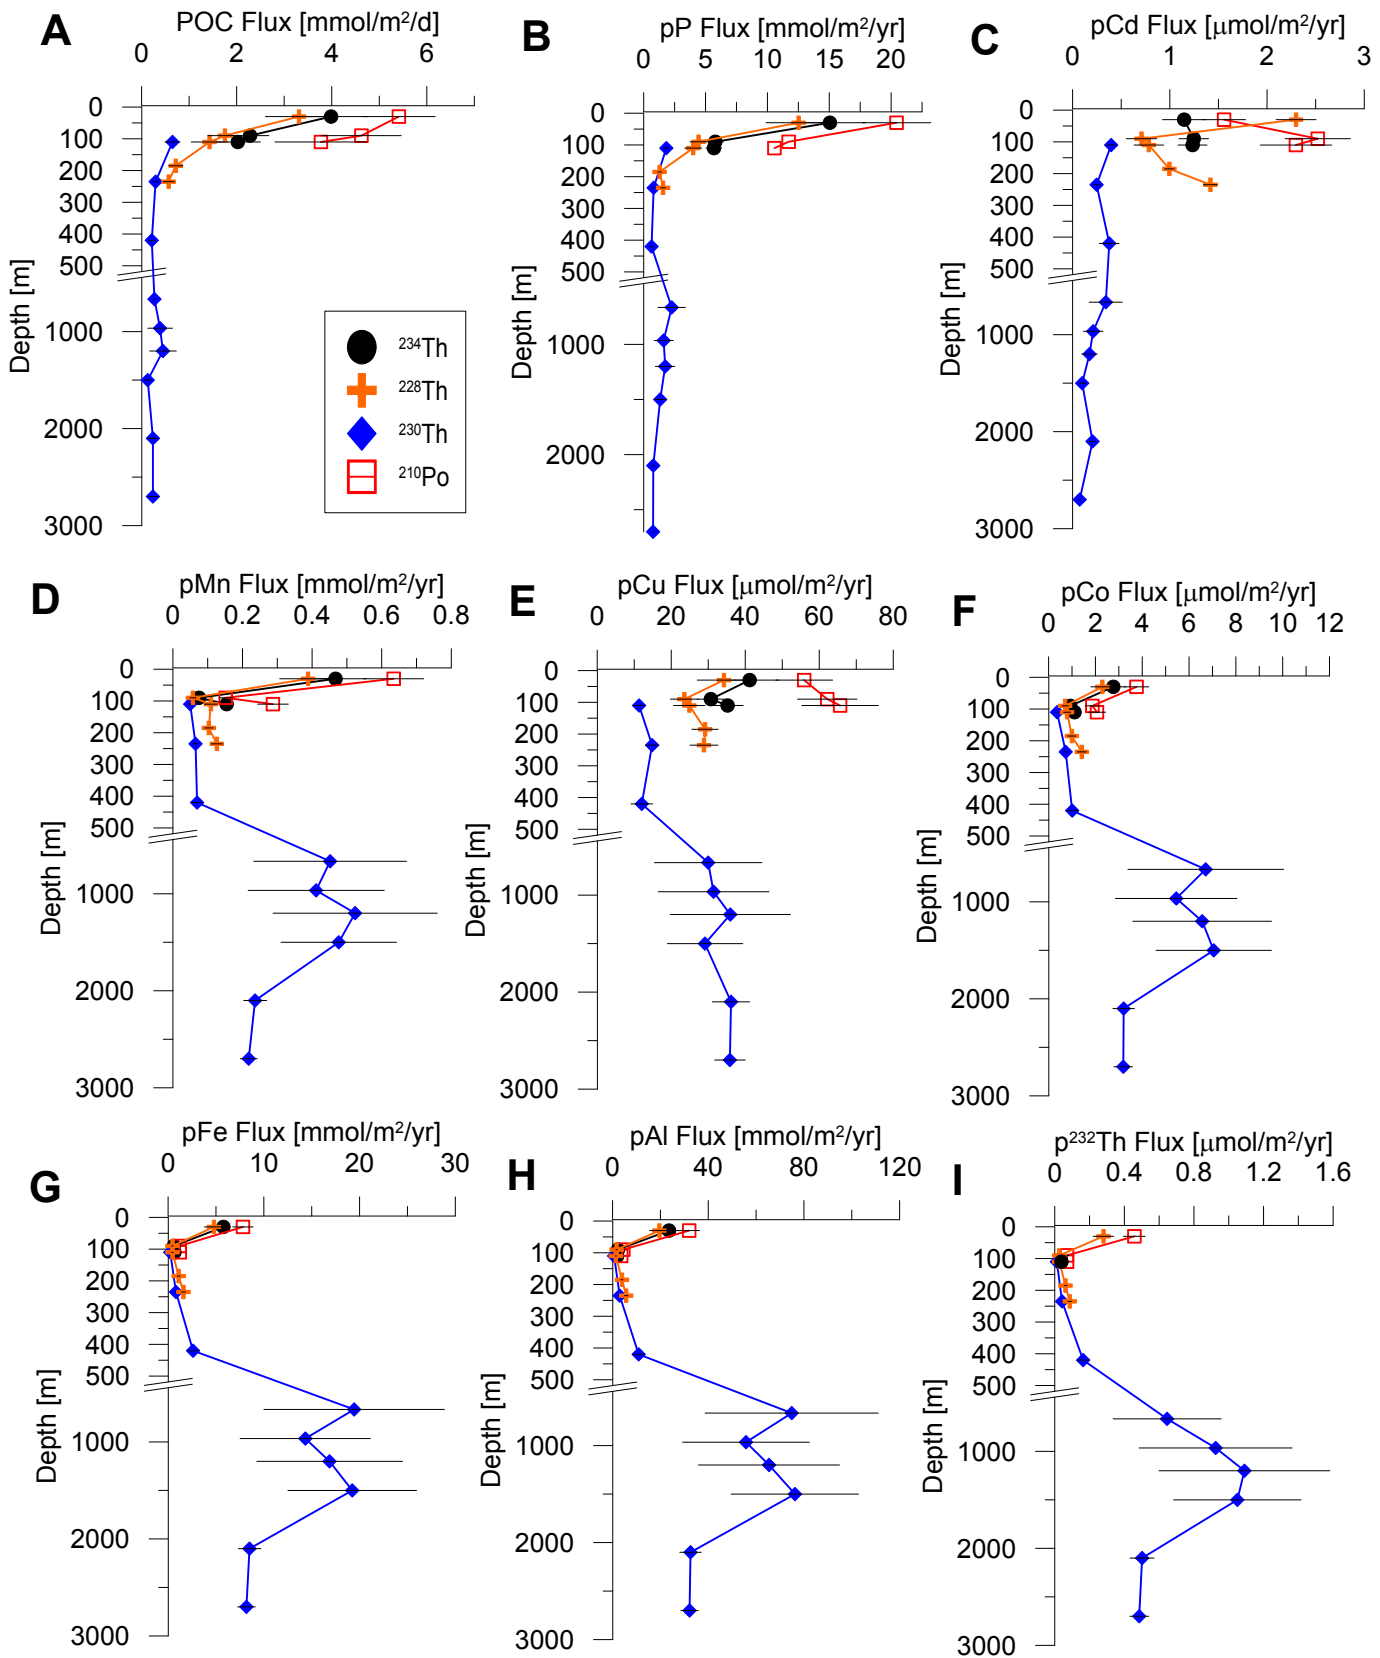 A
POC Flux [mmol/m²/d]
0 2 4 6
0
100
200
300
400
500
1000
2000
3000
Depth [m]
²³⁴Th
²²⁸Th
²³⁰Th
²¹⁰Po
B
pP Flux [mmol/m²/yr]
0 5 10 15 20
0
100
200
300
400
500
1000
2000
Depth [m]
C
pCd Flux [μmol/m²/yr]
0 1 2 3
0
100
200
300
400
500
1000
2000
3000
Depth [m]
D
pMn Flux [mmol/m²/yr]
0 0.2 0.4 0.6 0.8
0
100
200
300
400
500
1000
2000
3000
Depth [m]
E
pCu Flux [μmol/m²/yr]
0 20 40 60 80
0
100
200
300
400
500
1000
2000
3000
Depth [m]
F
pCo Flux [μmol/m²/yr]
0 2 4 6 8 10 12
0
100
200
300
400
500
1000
2000
3000
Depth [m]
G
pFe Flux [mmol/m²/yr]
0 10 20 30
0
100
200
300
400
500
1000
2000
3000
Depth [m]
H
pAl Flux [mmol/m²/yr]
0 40 80 120
0
100
200
300
400
500
1000
2000
3000
Depth [m]
I
p²³²Th Flux [μmol/m²/yr]
0 0.4 0.8 1.2 1.6
0
100
200
300
400
500
1000
2000
3000
Depth [m]